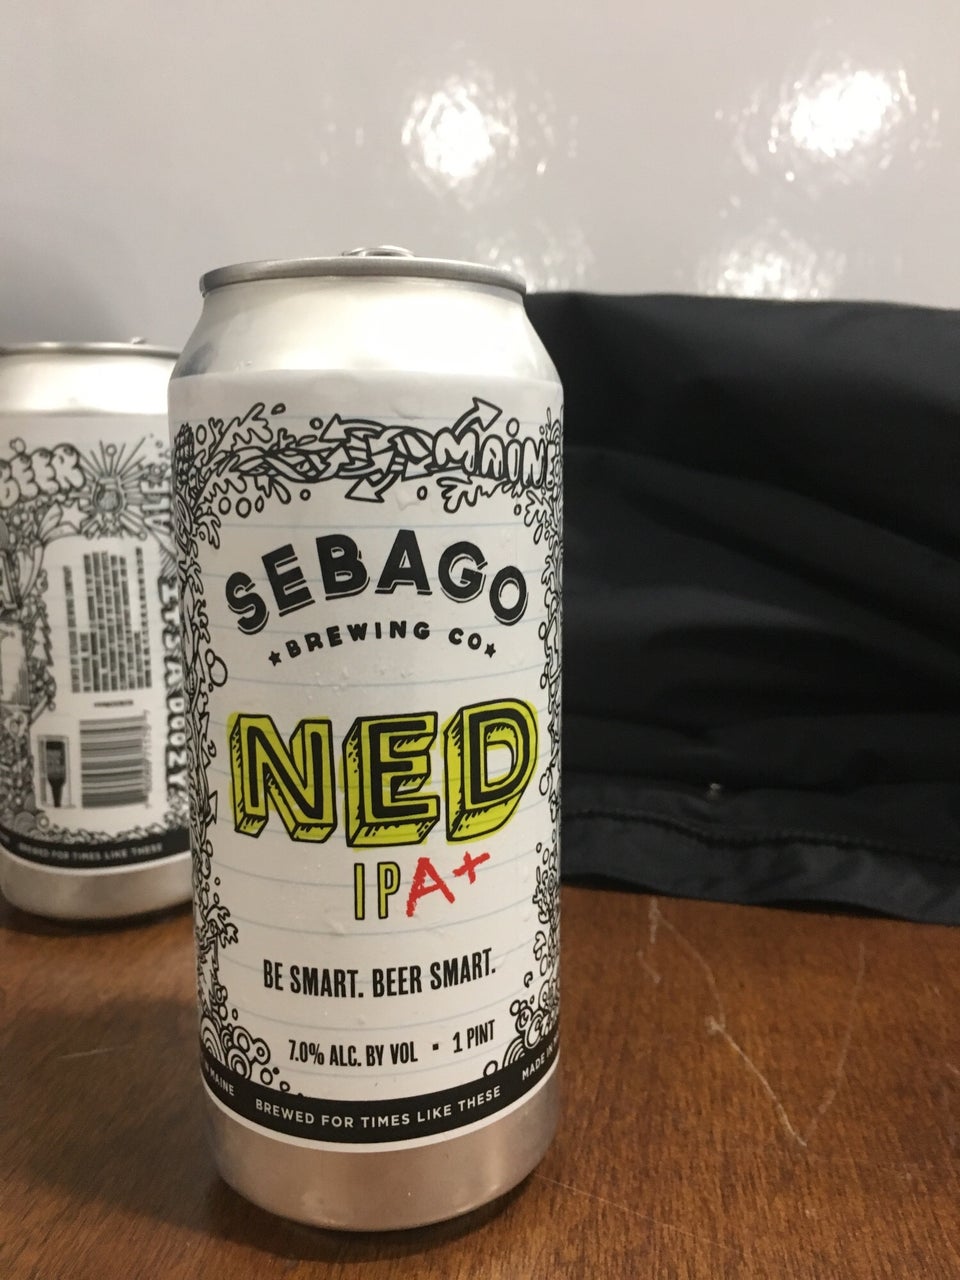 MAINE
SEBAGO
★BREWING CO★
NED
IPA+
BE SMART. BEER SMART.
7.0% ALC. BY VOL ▪ 1 PINT
MAINE BREWED FOR TIMES LIKE THESE MADE IN
BEER
BREWED FOR TIMES LIKE THESE